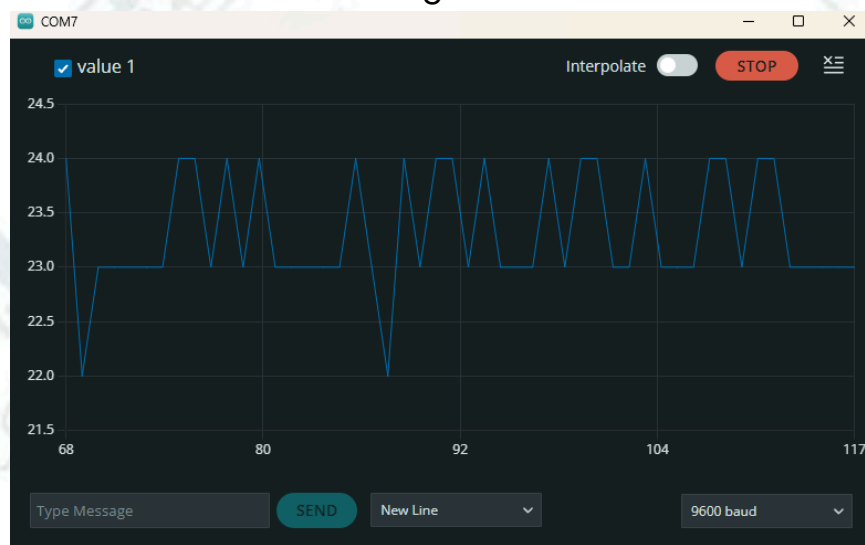 COM7
value 1
Interpolate
STOP
24.5
24.0
23.5
23.0
22.5
22.0
21.5
68 80 92 104 117
Type Message
SEND
New Line
9600 baud